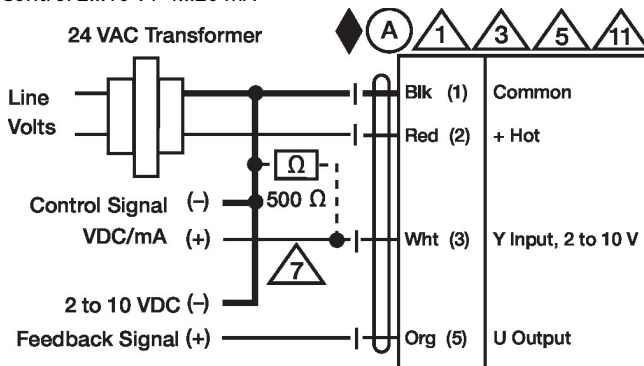 24 VAC Transformer
A 1 3 5 11
Line Volts
Blk (1) Common
Red (2) + Hot
Ω
500 Ω
Control Signal (–)
VDC/mA (+)
Wht (3) Y Input, 2 to 10 V
7
2 to 10 VDC (–)
Feedback Signal (+)
Org (5) U Output